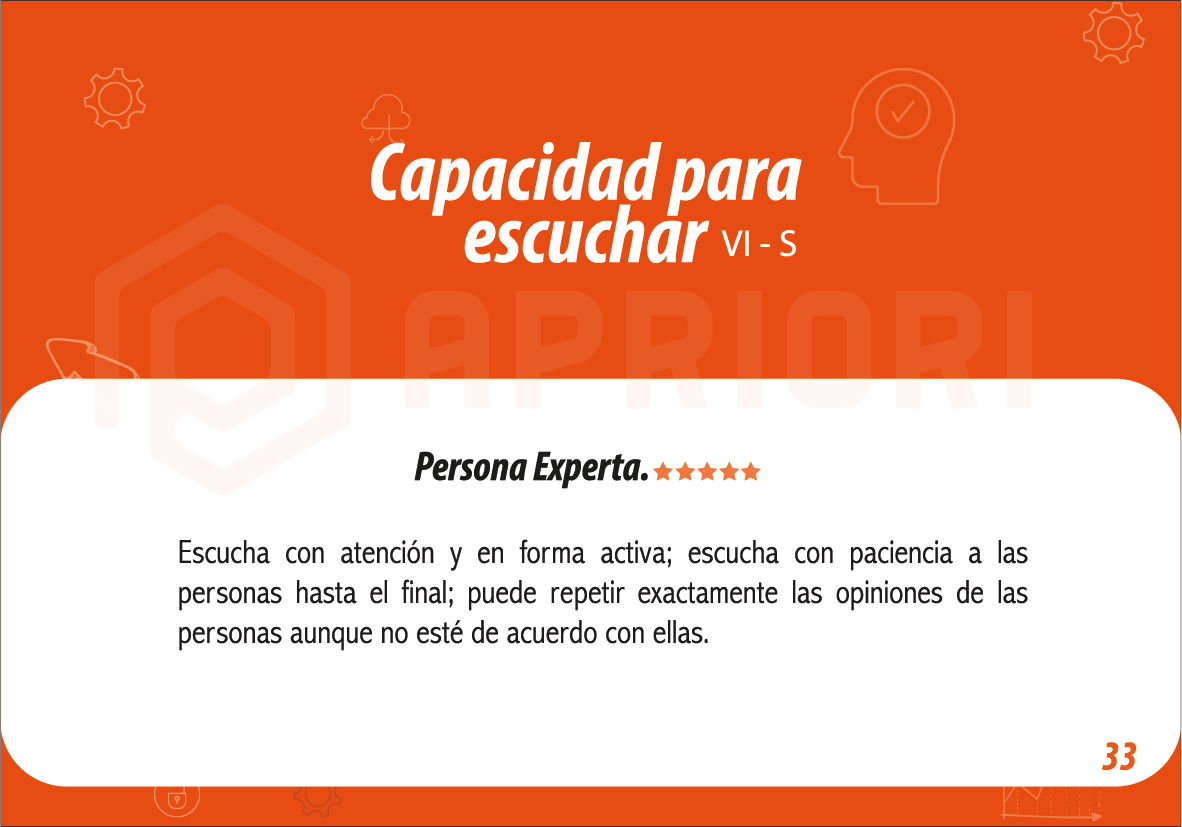 Capacidad para
escuchar VI - S
APRIORI
Persona Experta.
Escucha con atención y en forma activa; escucha con paciencia a las
personas hasta el final; puede repetir exactamente las opiniones de las
personas aunque no esté de acuerdo con ellas.
33